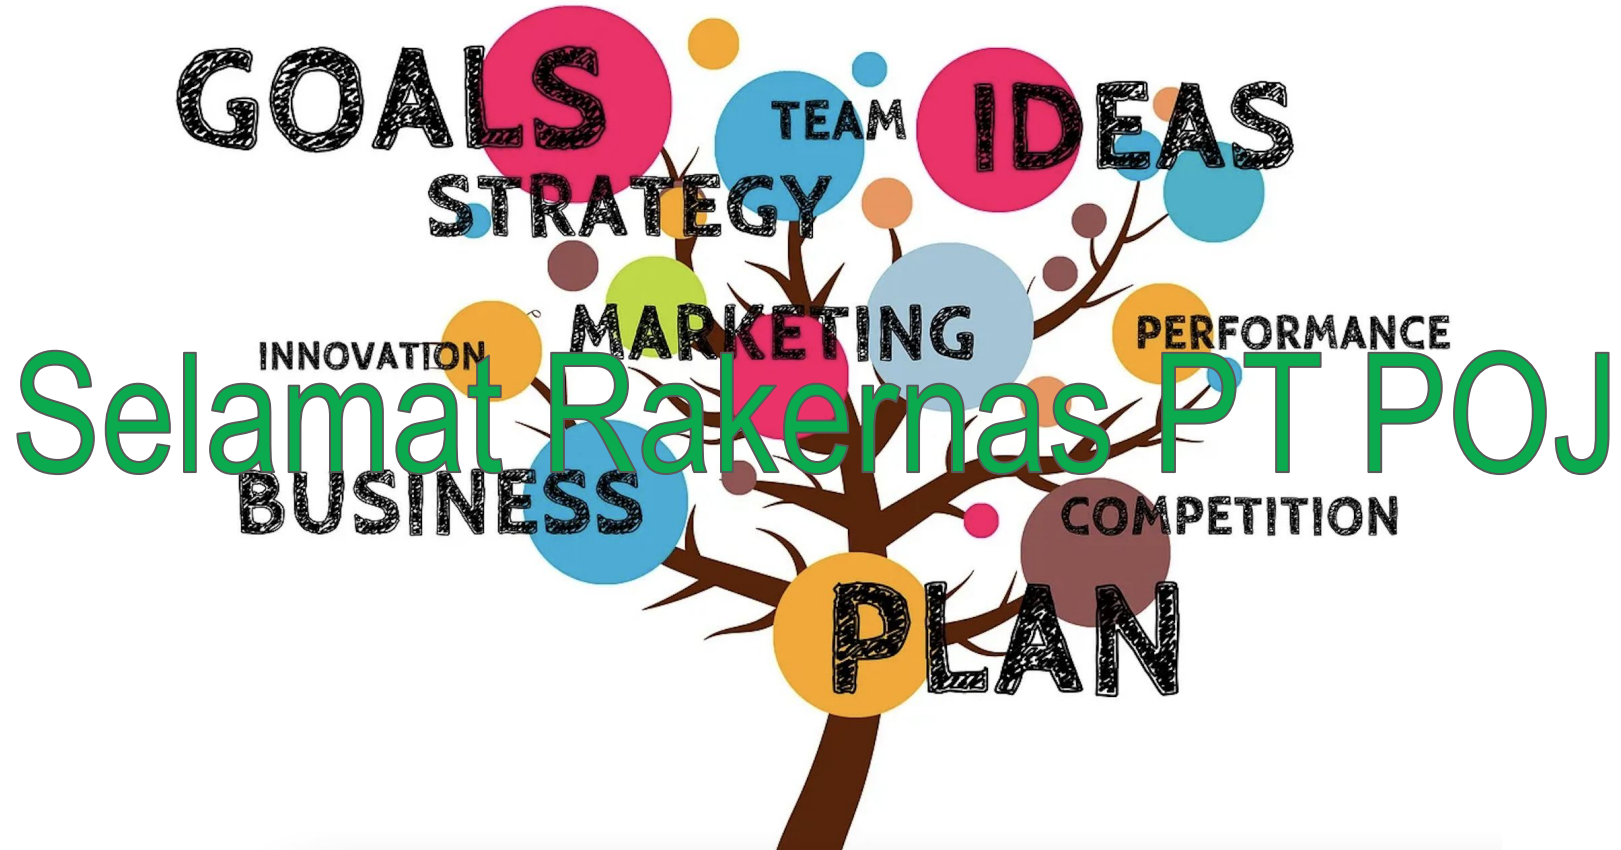 GOALS
TEAM
IDEAS
STRATEGY
MARKETING
PERFORMANCE
INNOVATION
Selamat Rakernas PT POJ
BUSINESS
COMPETITION
PLAN